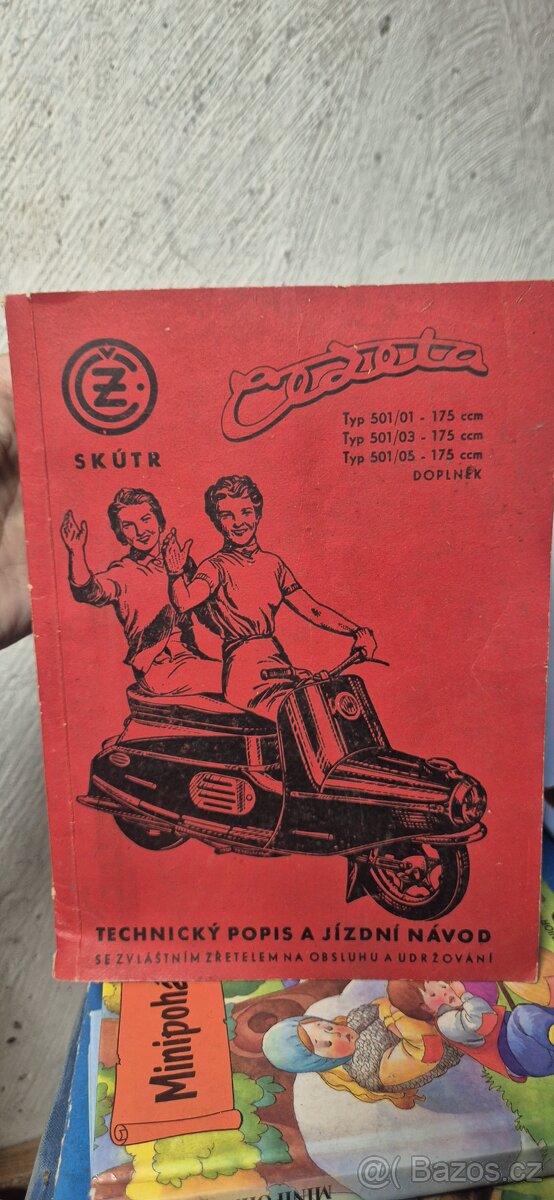 ČZ
SKÚTR
Čezeta
Typ 501/01 - 175 ccm
Typ 501/03 - 175 ccm
Typ 501/05 - 175 ccm
DOPLNĚK
TECHNICKÝ POPIS A JÍZDNÍ NÁVOD
SE ZVLÁŠTNÍM ZŘETELEM NA OBSLUHU A UDRŽOVÁNÍ
Minipohá
MINI
@ Bazos.cz